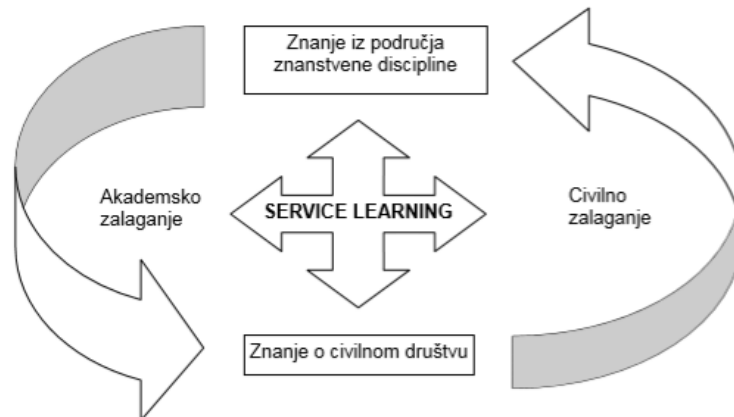 Znanje iz područja
znanstvene discipline
Akademsko
zalaganje
SERVICE LEARNING
Civilno
zalaganje
Znanje o civilnom društvu